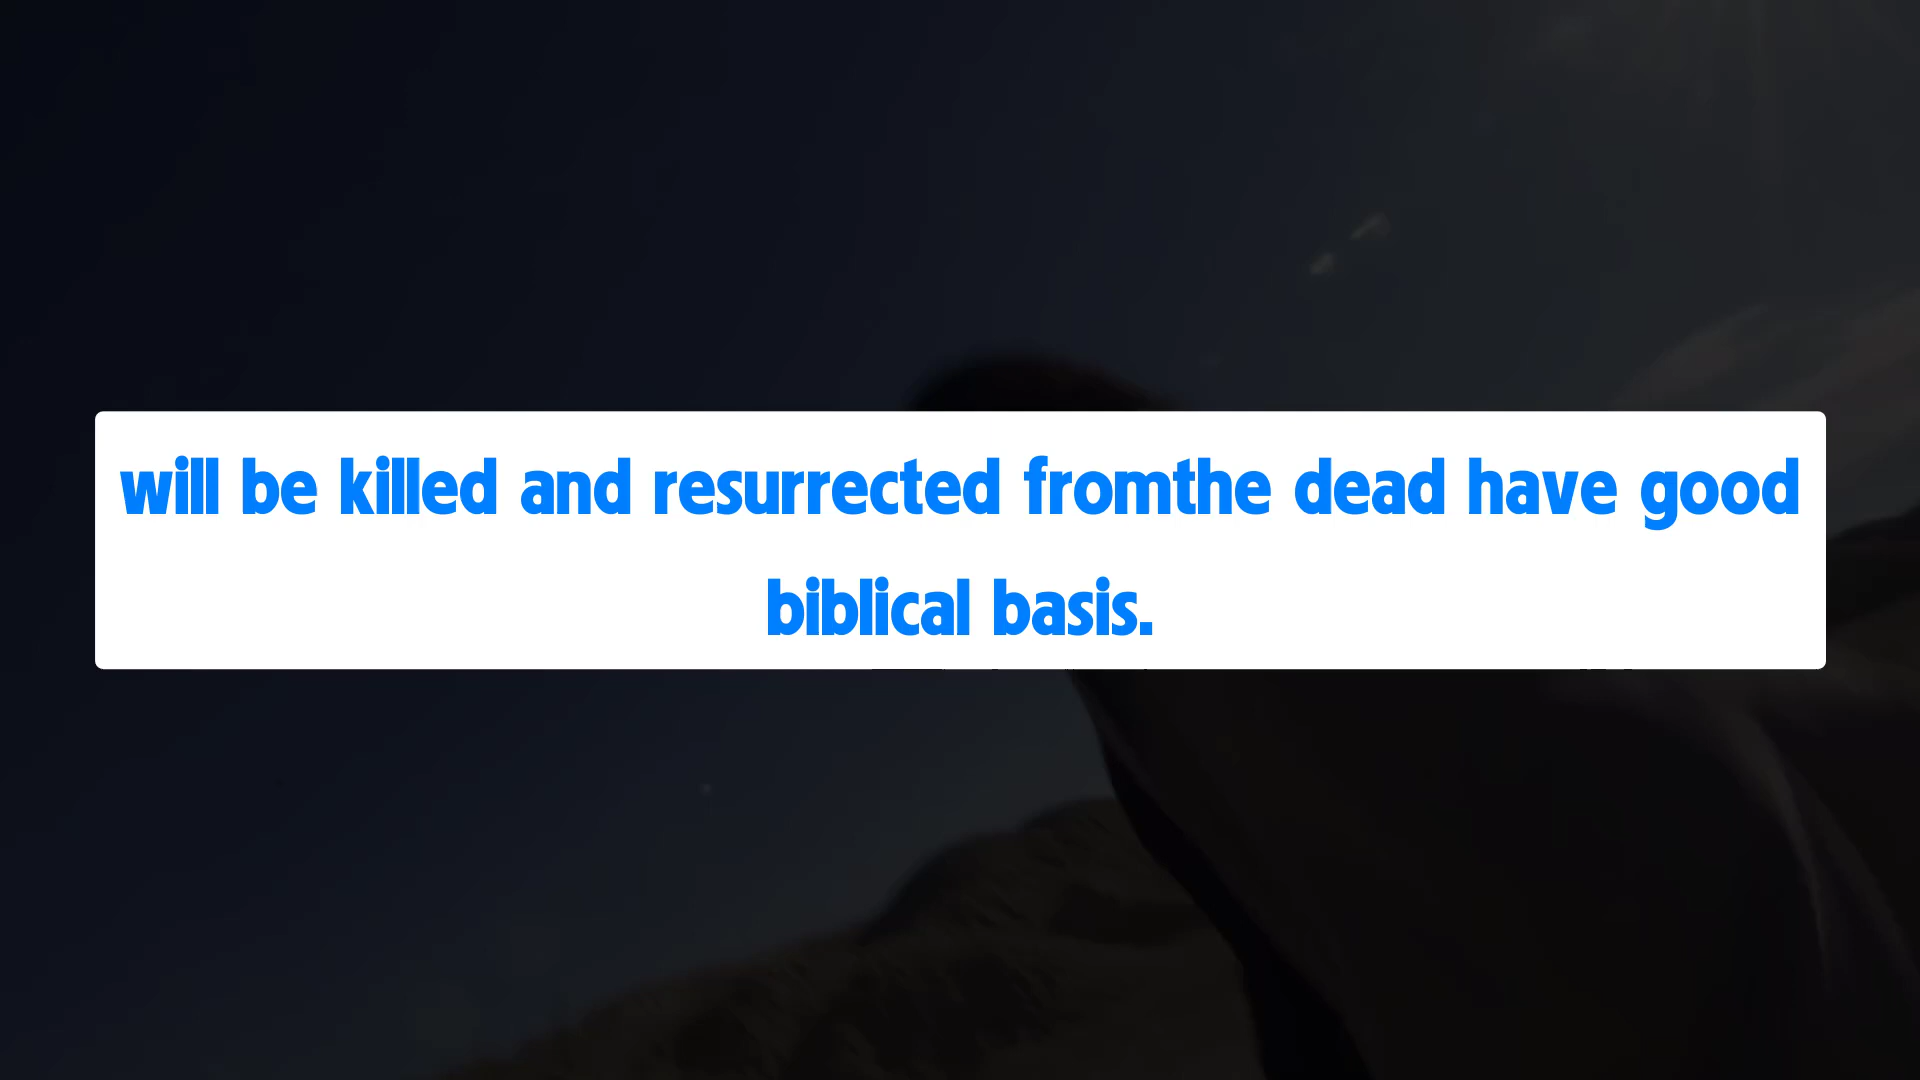 will be killed and resurrected fromthe dead have good
biblical basis.